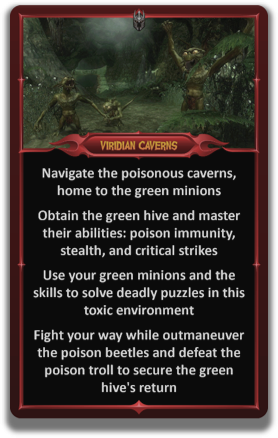 VIRIDIAN CAVERNS
Navigate the poisonous caverns,
home to the green minions
Obtain the green hive and master
their abilities: poison immunity,
stealth, and critical strikes
Use your green minions and the
skills to solve deadly puzzles in this
toxic environment
Fight your way while outmaneuver
the poison beetles and defeat the
poison troll to secure the green
hive's return